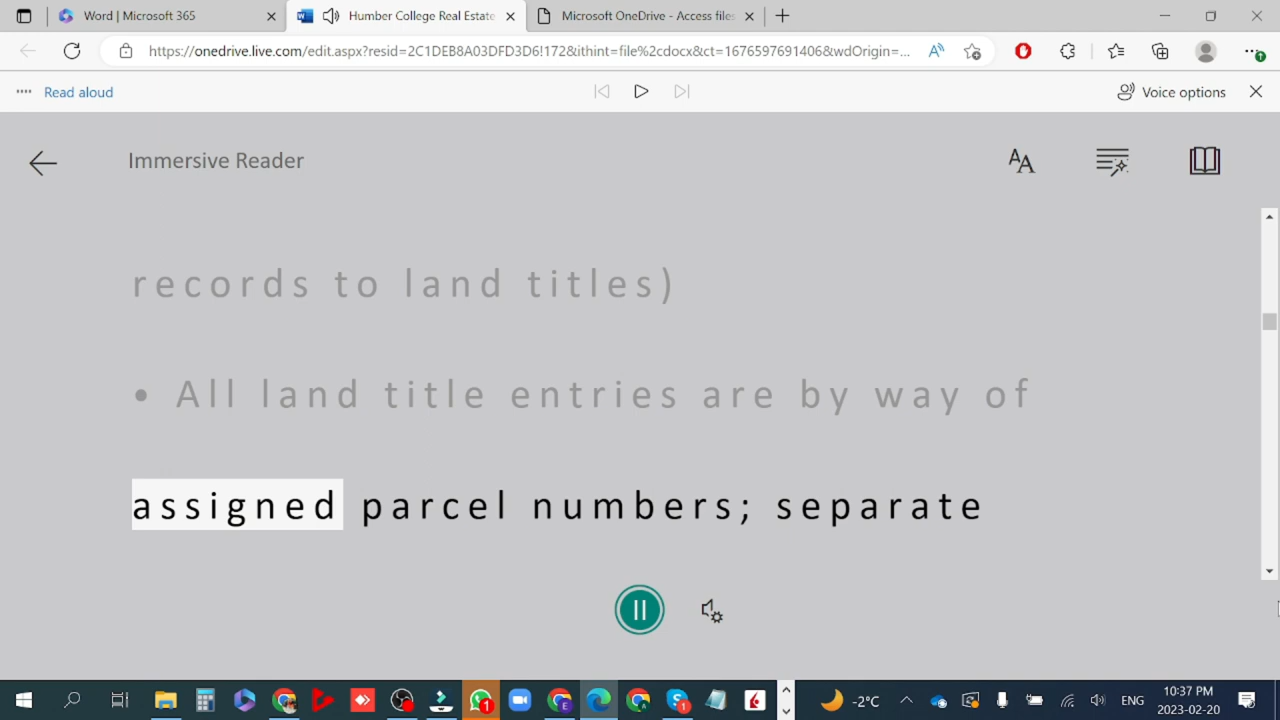 Word | Microsoft 365
Humber College Real Estate
Microsoft OneDrive - Access files
https://onedrive.live.com/edit.aspx?resid=2C1DEB8A03DFD3D6!172&ithint=file%2cdocx&ct=1676597691406&wdOrigin=...
Read aloud
Voice options
Immersive Reader
records to land titles)
• All land title entries are by way of
assigned parcel numbers; separate
-2°C
ENG
10:37 PM
2023-02-20